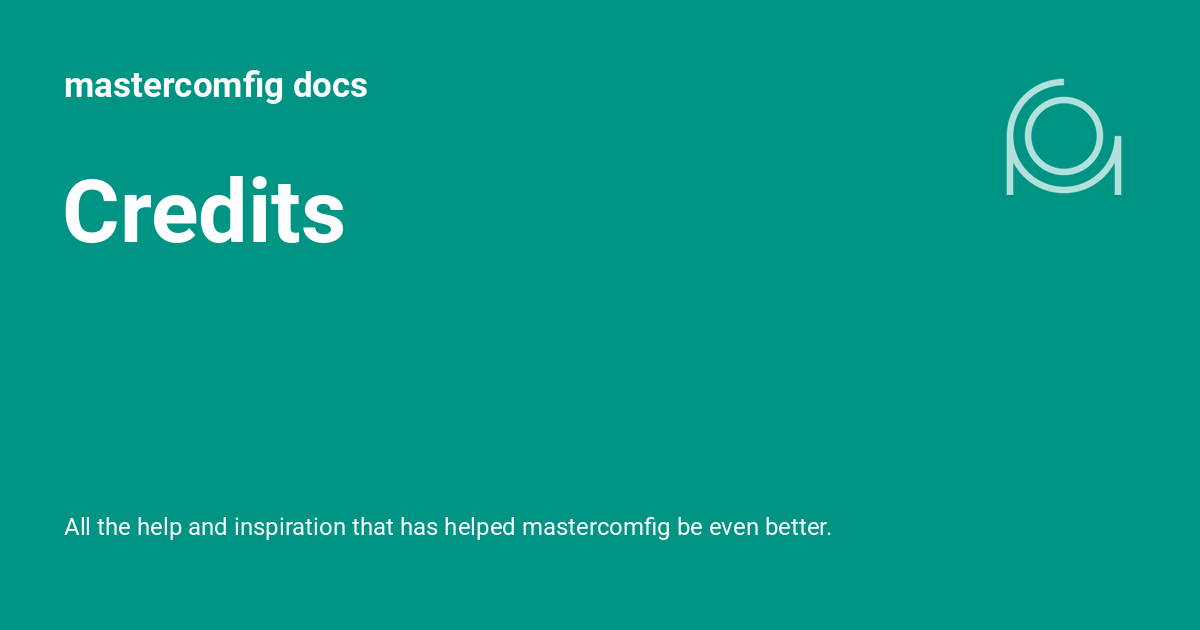 mastercomfig docs
Credits
All the help and inspiration that has helped mastercomfig be even better.